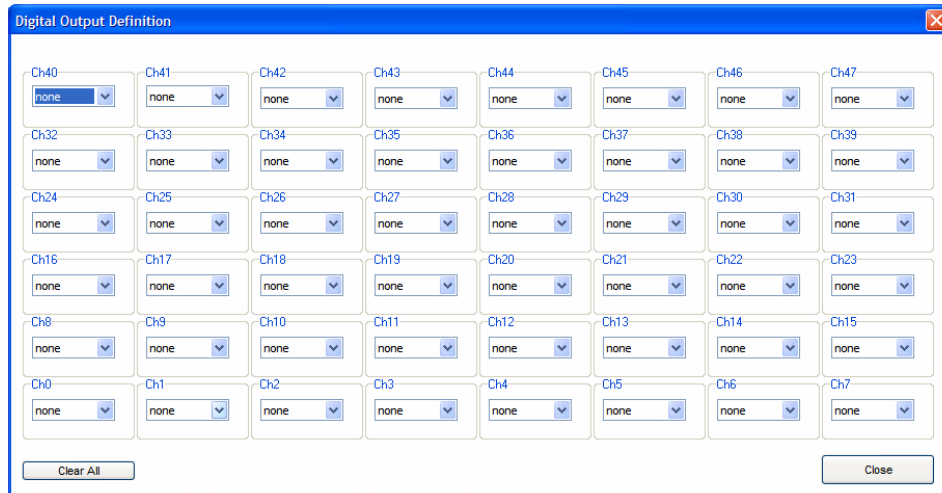 Digital Output Definition
Ch40 Ch41 Ch42 Ch43 Ch44 Ch45 Ch46 Ch47
none none none none none none none none
Ch32 Ch33 Ch34 Ch35 Ch36 Ch37 Ch38 Ch39
none none none none none none none none
Ch24 Ch25 Ch26 Ch27 Ch28 Ch29 Ch30 Ch31
none none none none none none none none
Ch16 Ch17 Ch18 Ch19 Ch20 Ch21 Ch22 Ch23
none none none none none none none none
Ch8 Ch9 Ch10 Ch11 Ch12 Ch13 Ch14 Ch15
none none none none none none none none
Ch0 Ch1 Ch2 Ch3 Ch4 Ch5 Ch6 Ch7
none none none none none none none none
Clear All Close